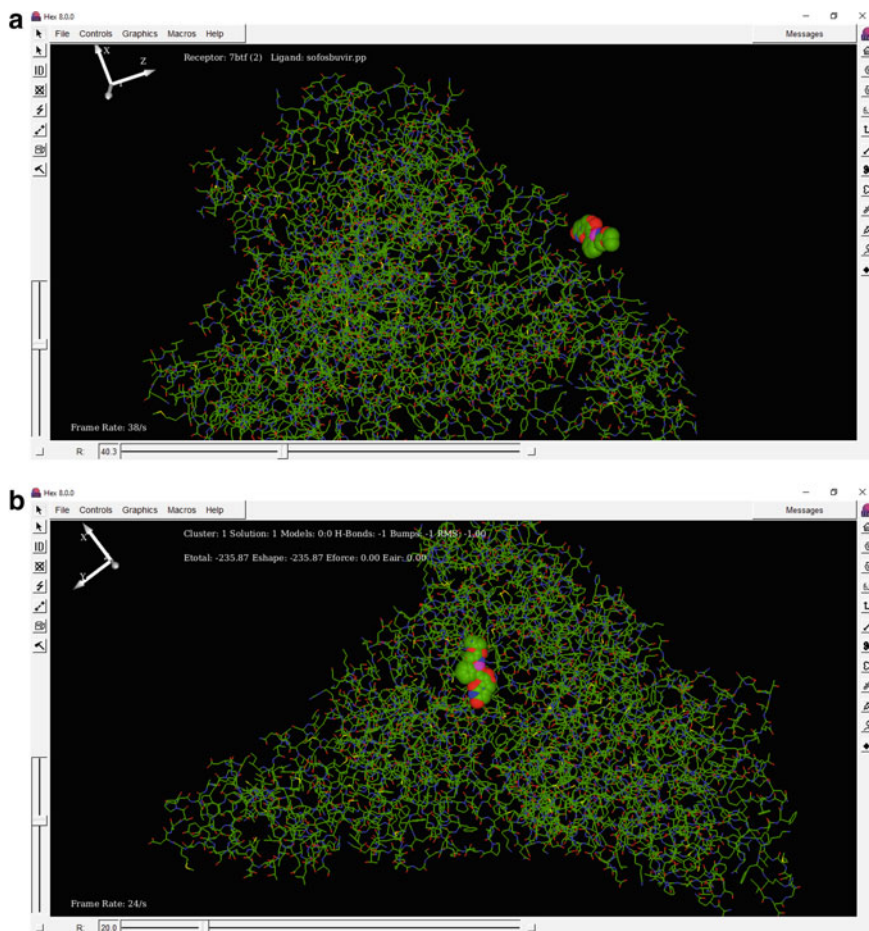 a
Hex 8.0.0
File Controls Graphics Macros Help Messages
Receptor: 7btf (2) Ligand: sofosbuvir.pp
X
Z
ID
Frame Rate: 38/s
R: 40.3
b
Hex 8.0.0
File Controls Graphics Macros Help Messages
Cluster: 1 Solution: 1 Models: 0:0 H-Bonds: -1 Bumps: -1 RMS: -1.00
Etotal: -235.87 Eshape: -235.87 Eforce: 0.00 Eair: 0.00
X
Y
ID
Frame Rate: 24/s
R: 20.0